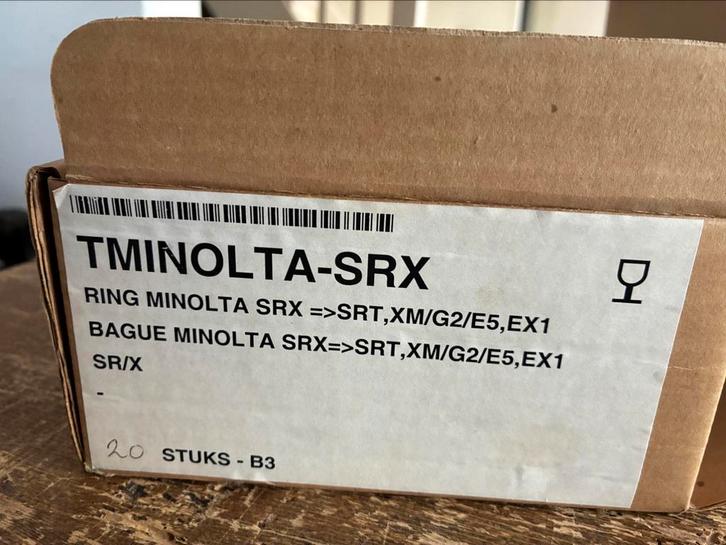 TMINOLTA-SRX
RING MINOLTA SRX =>SRT,XM/G2/E5,EX1
BAGUE MINOLTA SRX=>SRT,XM/G2/E5,EX1
SR/X
-
20 STUKS - B3